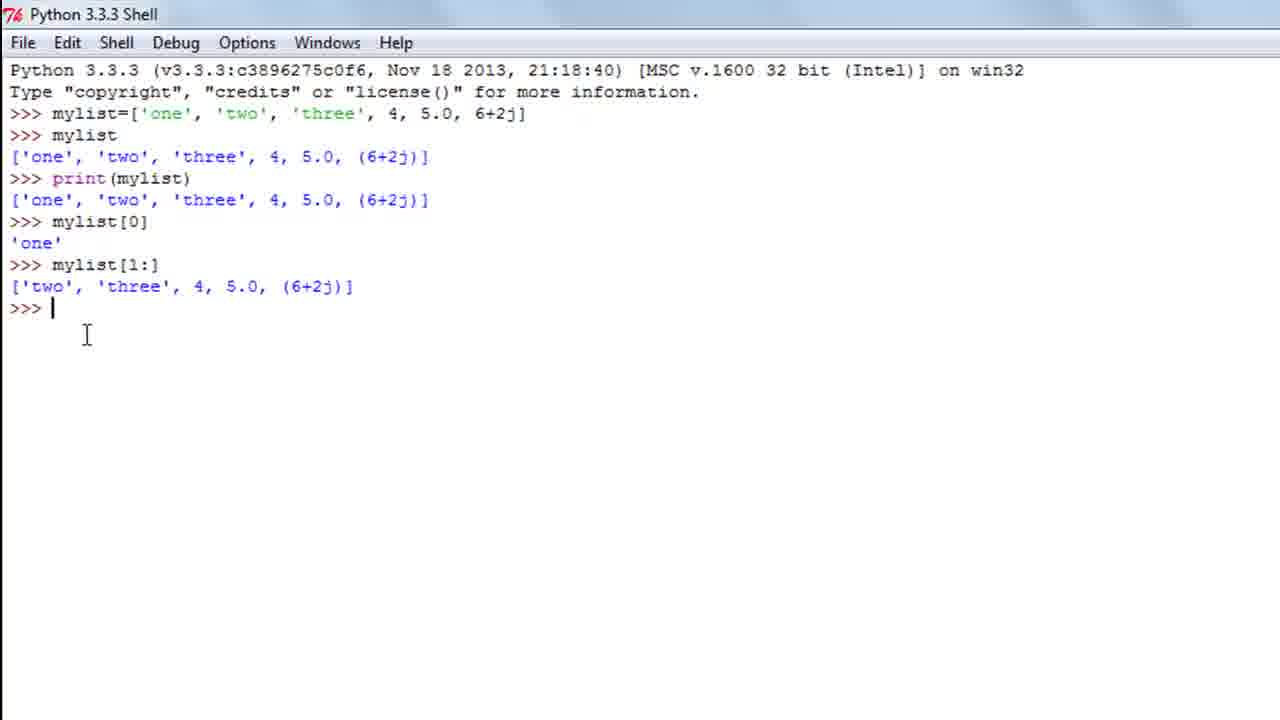 Python 3.3.3 Shell
File Edit Shell Debug Options Windows Help
Python 3.3.3 (v3.3.3:c3896275c0f6, Nov 18 2013, 21:18:40) [MSC v.1600 32 bit (Intel)] on win32
Type "copyright", "credits" or "license()" for more information.
>>> mylist=['one', 'two', 'three', 4, 5.0, 6+2j]
>>> mylist
['one', 'two', 'three', 4, 5.0, (6+2j)]
>>> print(mylist)
['one', 'two', 'three', 4, 5.0, (6+2j)]
>>> mylist[0]
'one'
>>> mylist[1:]
['two', 'three', 4, 5.0, (6+2j)]
>>>